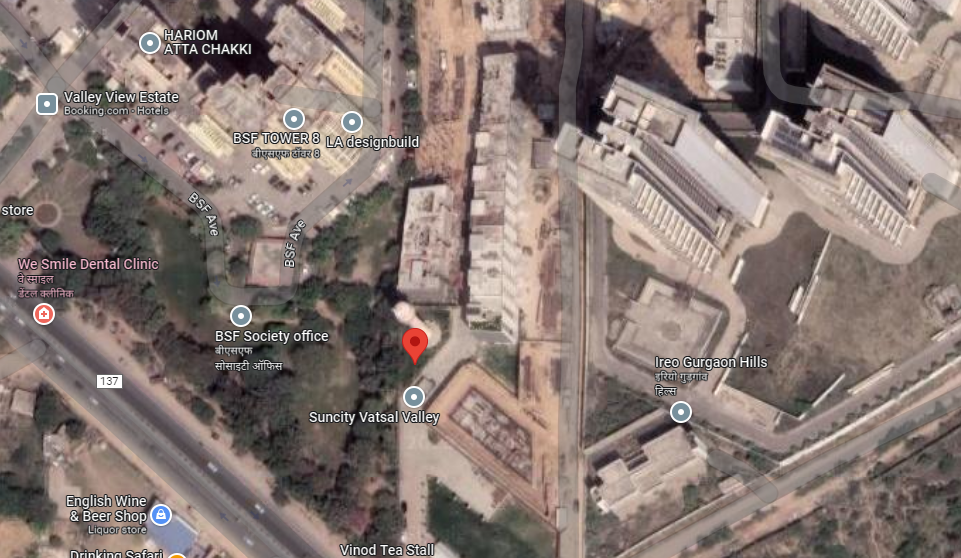 HARIOM
ATTA CHAKKI
Valley View Estate
Booking.com · Hotels
BSF TOWER 8
बीएसएफ टॉवर 8
LA designbuild
BSF Ave
BSF Ave
store
We Smile Dental Clinic
वे स्माइल
डेंटल क्लीनिक
BSF Society office
बीएसएफ
सोसाइटी ऑफिस
137
Ireo Gurgaon Hills
इरियो गुड़गांव
हिल्स
Suncity Vatsal Valley
English Wine
& Beer Shop
Liquor store
Vinod Tea Stall
Drinking Safari